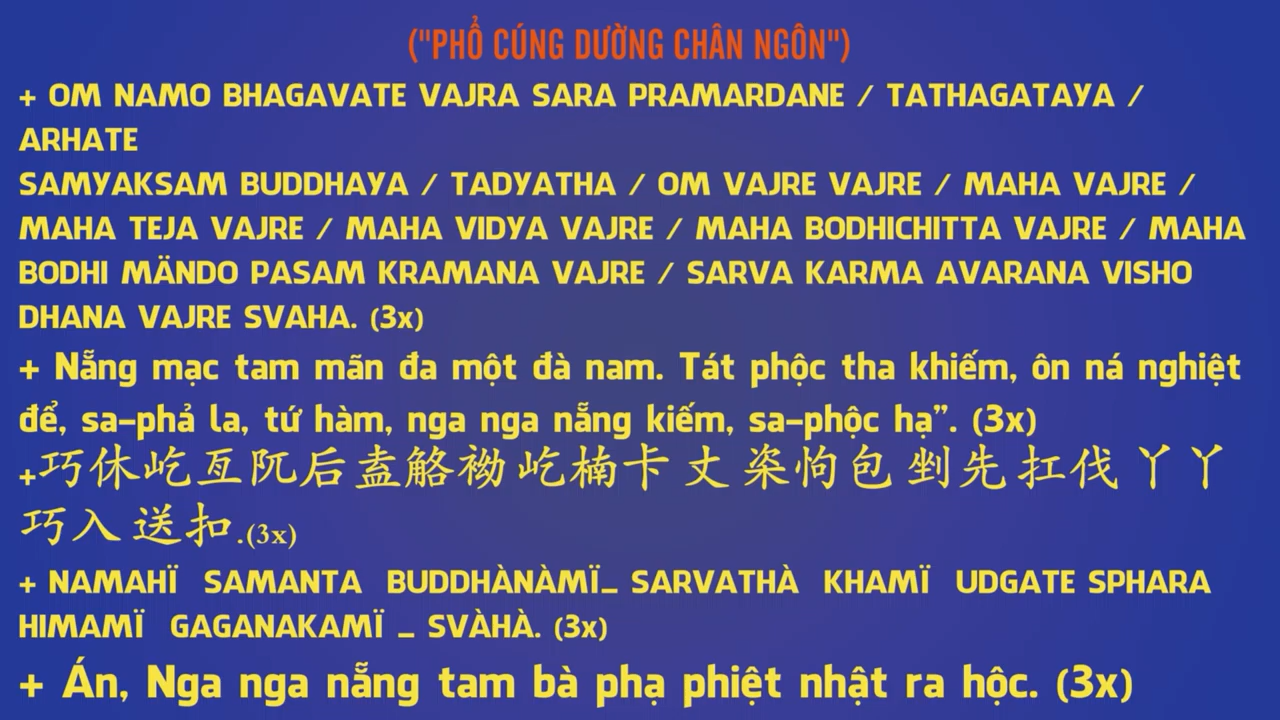 ("PHỔ CÚNG DƯỜNG CHÂN NGÔN")
+ OM NAMO BHAGAVATE VAJRA SARA PRAMARDANE / TATHAGATAYA /
ARHATE
SAMYAKSAM BUDDHAYA / TADYATHA / OM VAJRE VAJRE / MAHA VAJRE /
MAHA TEJA VAJRE / MAHA VIDYA VAJRE / MAHA BODHICHITTA VAJRE / MAHA
BODHI MÄNDO PASAM KRAMANA VAJRE / SARVA KARMA AVARANA VISHO
DHANA VAJRE SVAHA. (3x)
+ Nẵng mạc tam mãn đa một đà nam. Tát phộc tha khiếm, ôn ná nghiệt
để, sa-phả la, tứ hàm, nga nga nẵng kiếm, sa-phộc hạ”. (3x)
+巧休屹亙阢后盍觡袎屹楠卡丈栥怐包剉先扛伐丫丫
巧入送扣.(3x)
+ NAMAHÏ SAMANTA BUDDHÀNÀMÏ_ SARVATHÀ KHAMÏ UDGATE SPHARA
HIMAMÏ GAGANAKAMÏ _ SVÀHÀ. (3x)
+ Án, Nga nga nẵng tam bà phạ phiệt nhật ra hộc. (3x)